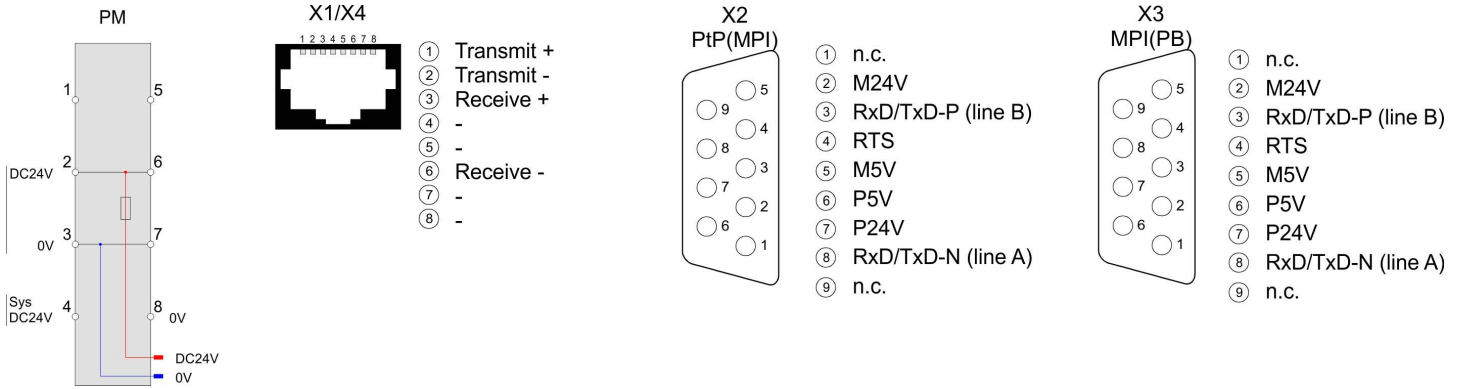 PM
1
5
2
6
DC24V
3
7
0V
Sys
DC24V
4
8
0V
DC24V
0V
X1/X4
1 2 3 4 5 6 7 8
1 Transmit +
2 Transmit -
3 Receive +
4 -
5 -
6 Receive -
7 -
8 -
X2
PtP(MPI)
5
9
4
8
3
7
2
6
1
1 n.c.
2 M24V
3 RxD/TxD-P (line B)
4 RTS
5 M5V
6 P5V
7 P24V
8 RxD/TxD-N (line A)
9 n.c.
X3
MPI(PB)
5
9
4
8
3
7
2
6
1
1 n.c.
2 M24V
3 RxD/TxD-P (line B)
4 RTS
5 M5V
6 P5V
7 P24V
8 RxD/TxD-N (line A)
9 n.c.